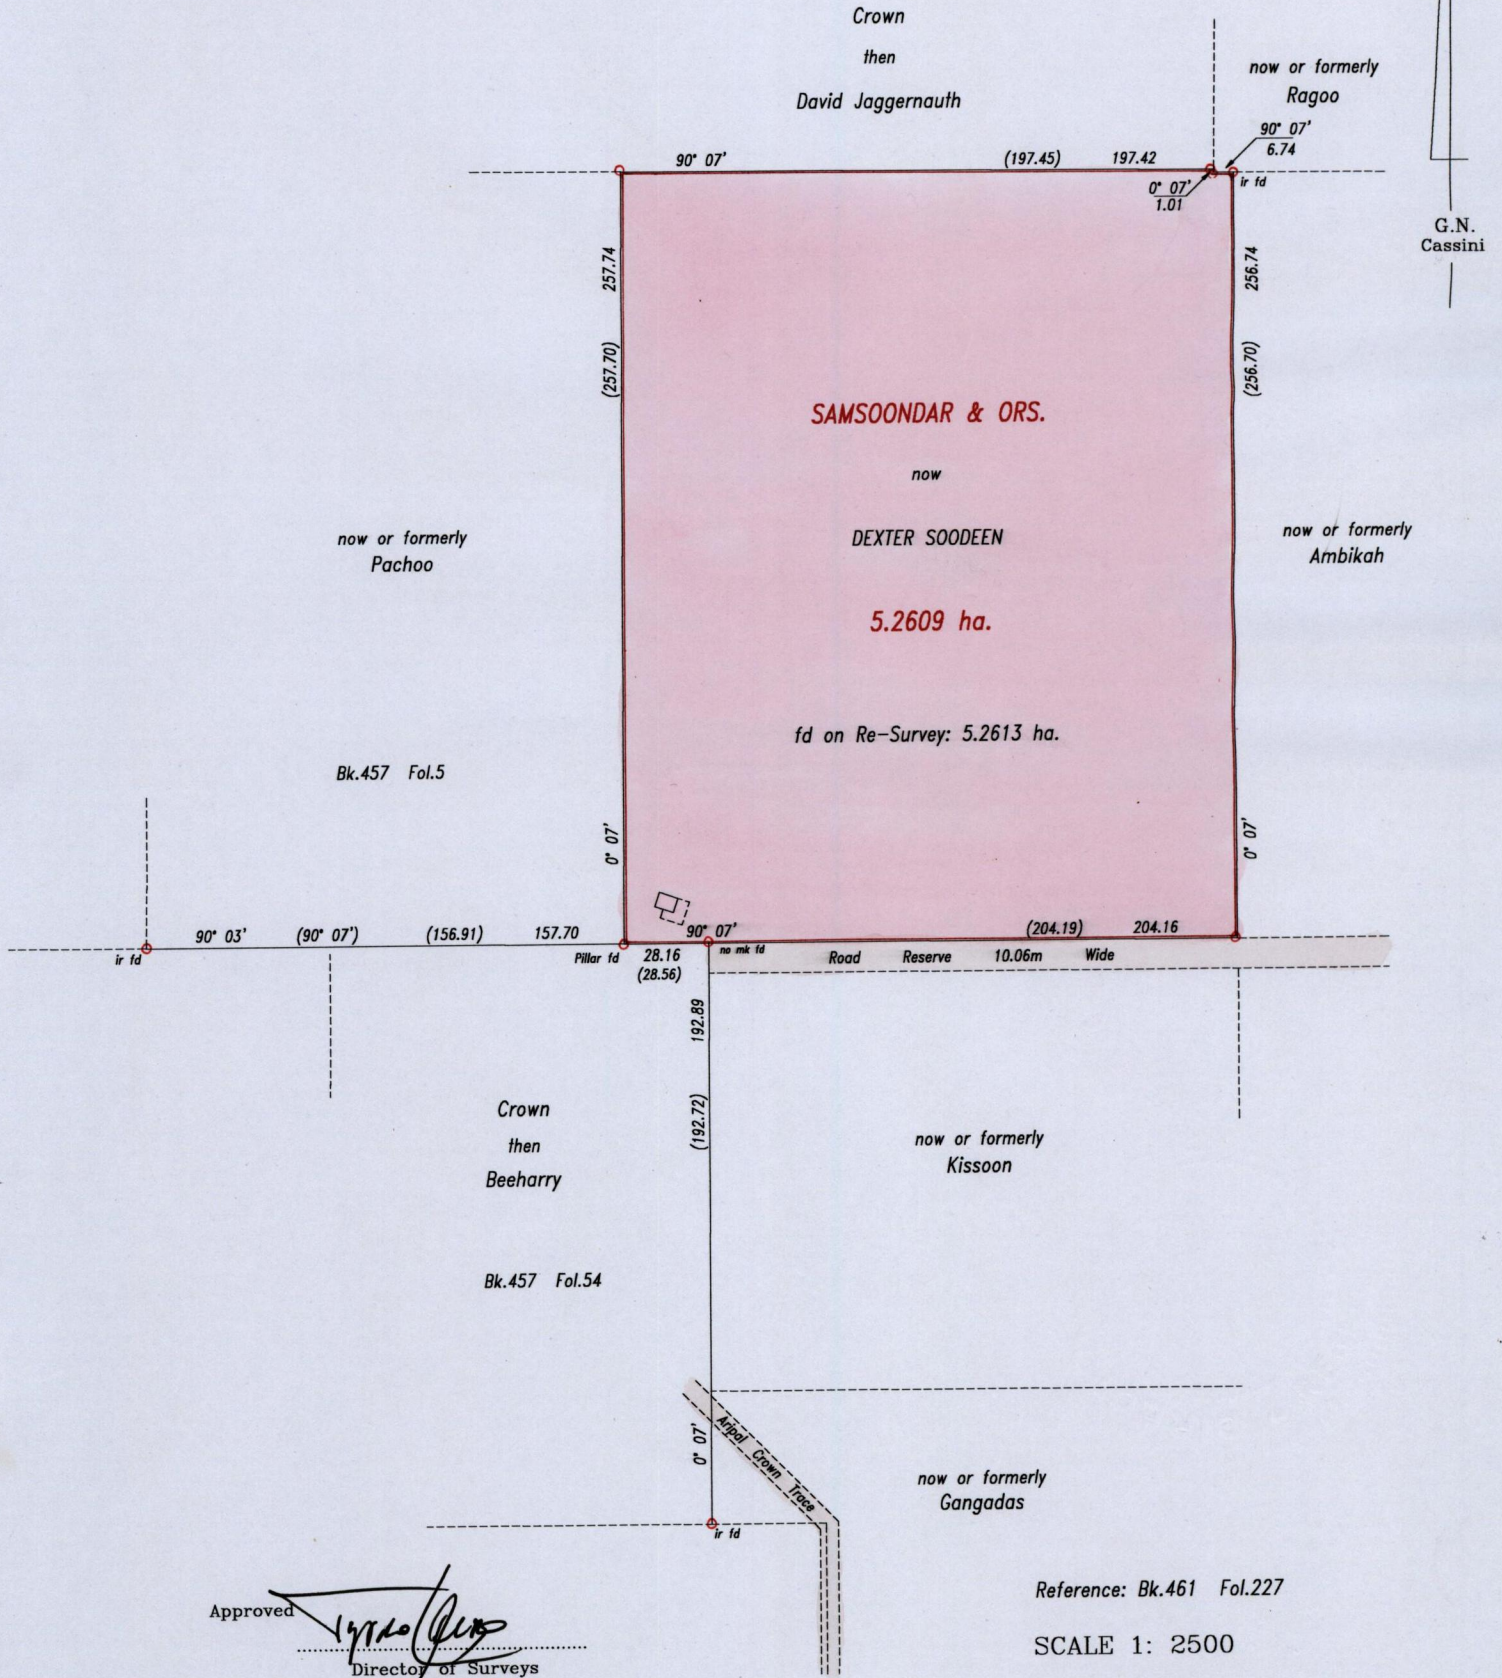 Crown
then
David Jaggernauth
now or formerly
Ragoo
90° 07'
6.74
90° 07' (197.45) 197.42
0° 07'
1.01
ir fd
G.N.
Cassini
257.74
(257.70)
0° 07'
256.74
(256.70)
0° 07'
SAMSOONDAR & ORS.
now
DEXTER SOODEEN
5.2609 ha.
fd on Re-Survey: 5.2613 ha.
now or formerly
Pachoo
Bk.457 Fol.5
now or formerly
Ambikah
90° 03' (90° 07') (156.91) 157.70
ir fd
Pillar fd
28.16
(28.56)
90° 07'
no mk fd
(204.19) 204.16
Road Reserve 10.06m Wide
192.89
(192.72)
0° 07'
Crown
then
Beeharry
Bk.457 Fol.54
now or formerly
Kissoon
Aripal Crown Trace
ir fd
now or formerly
Gangadas
Reference: Bk.461 Fol.227
SCALE 1: 2500
Approved
Director of Surveys